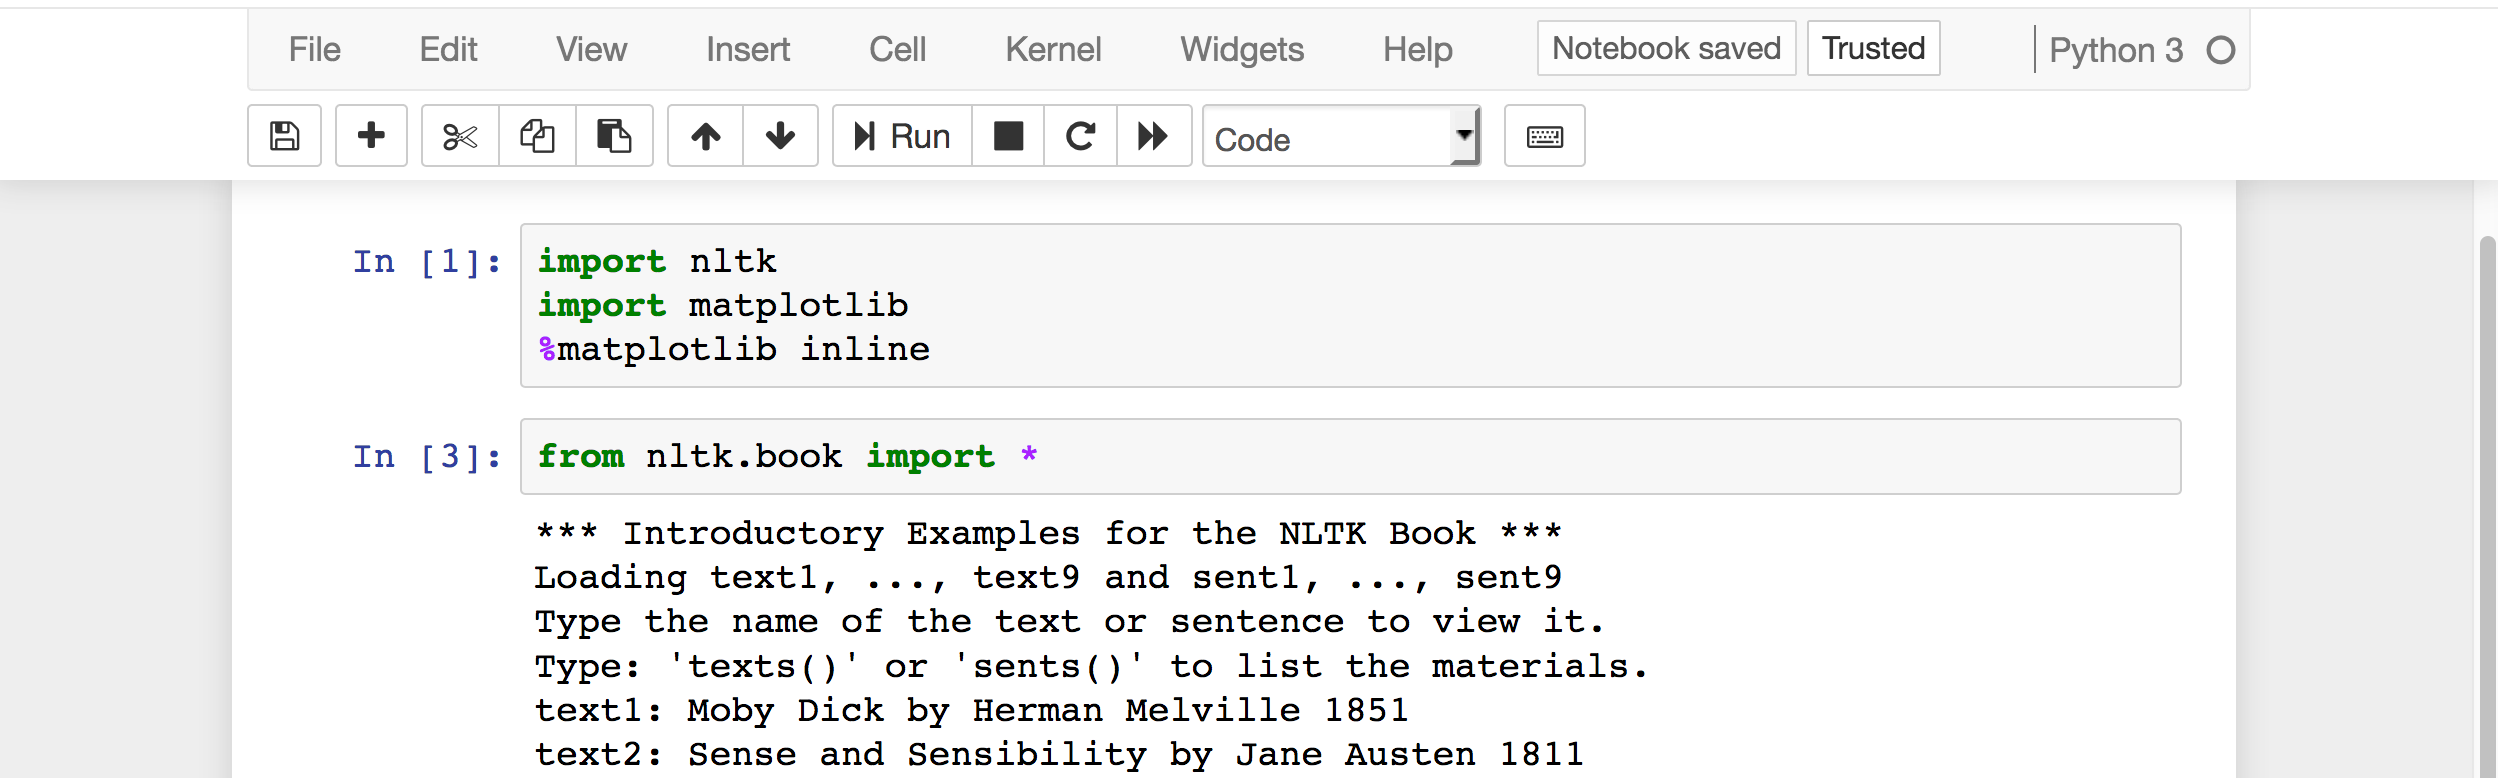 File Edit View Insert Cell Kernel Widgets Help Notebook saved Trusted Python 3
Run Code
In [1]: import nltk
import matplotlib
%matplotlib inline
In [3]: from nltk.book import *
*** Introductory Examples for the NLTK Book ***
Loading text1, ..., text9 and sent1, ..., sent9
Type the name of the text or sentence to view it.
Type: 'texts()' or 'sents()' to list the materials.
text1: Moby Dick by Herman Melville 1851
text2: Sense and Sensibility by Jane Austen 1811